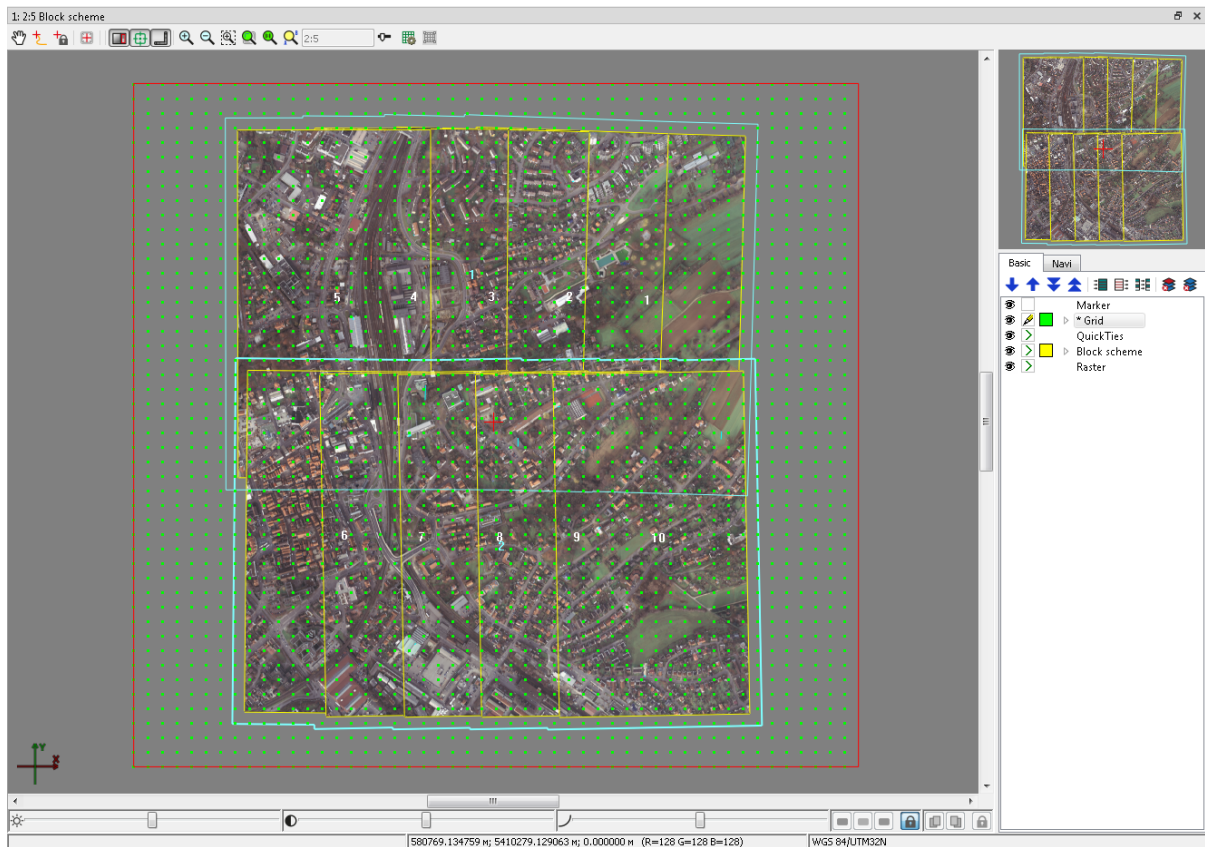 1: 2:5 Block scheme
2:5
1
5 4 3 2 1
6 7 8 9 10
2
Y
X
Basic Navi
Marker
* Grid
QuickTies
Block scheme
Raster
580769.134759 м; 5410279.129063 м; 0.000000 м (R=128 G=128 B=128)
WGS 84/UTM32N